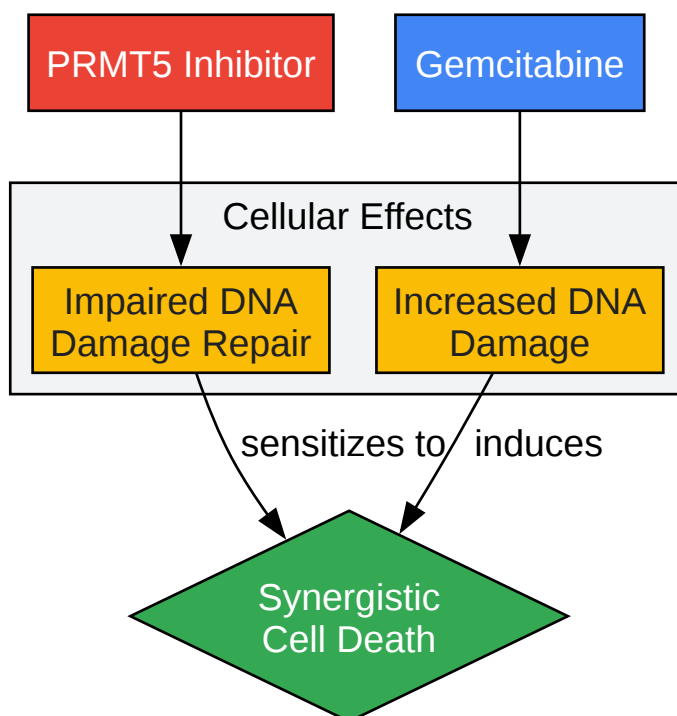 PRMT5 Inhibitor
Gemcitabine
Cellular Effects
Impaired DNA
Damage Repair
Increased DNA
Damage
sensitizes to
induces
Synergistic
Cell Death